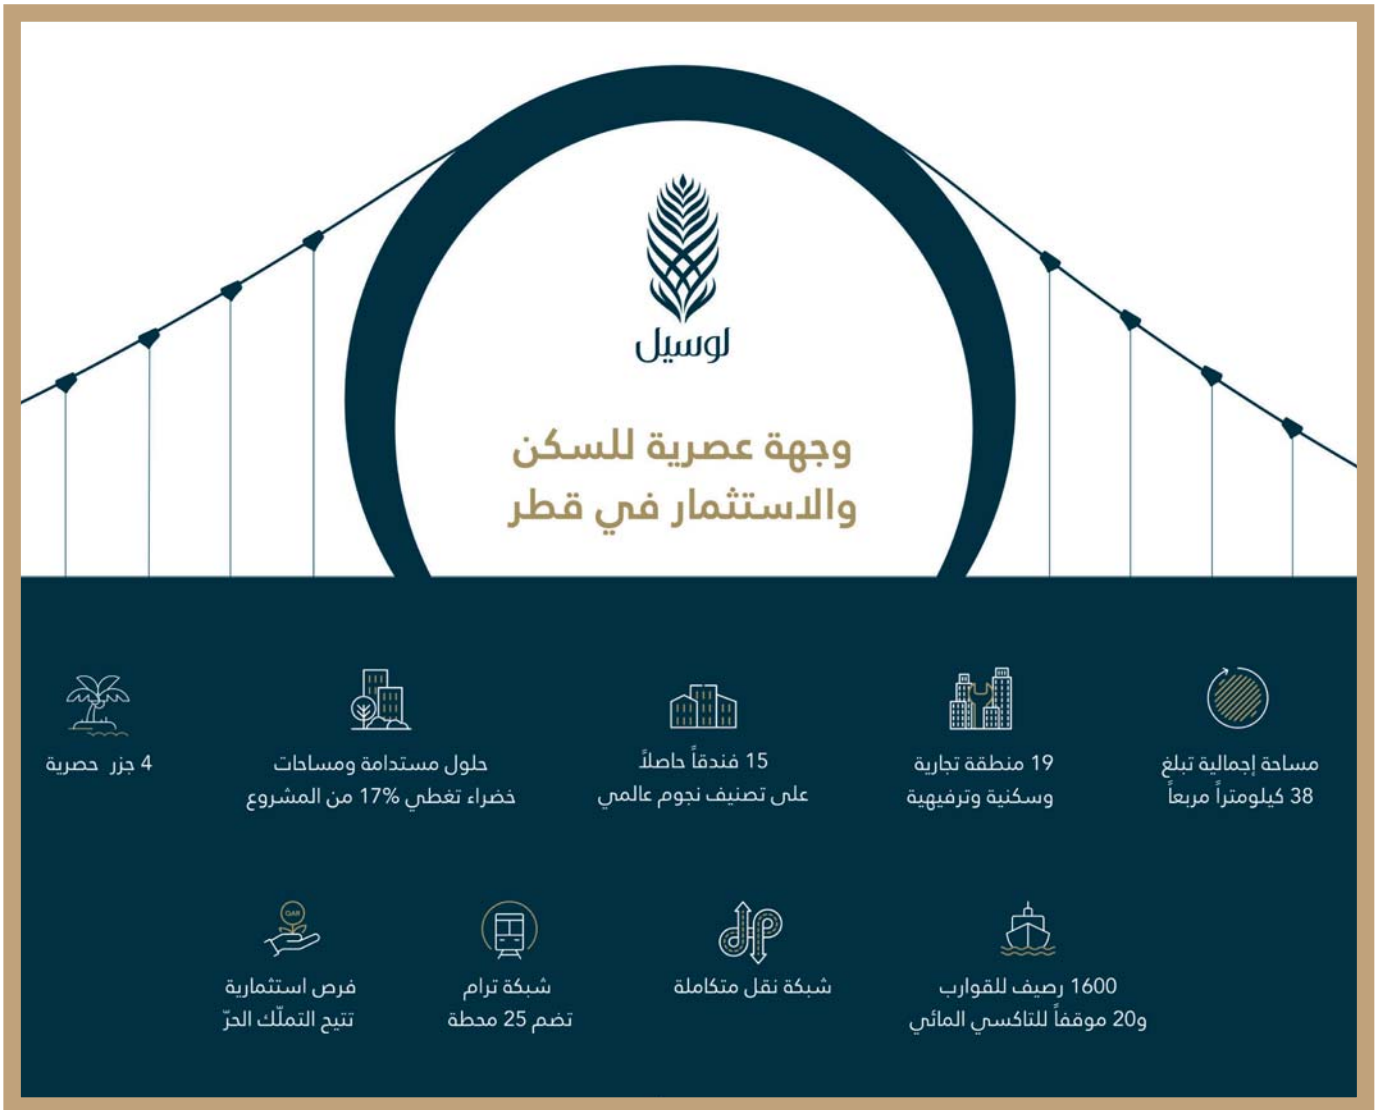 لوسيل
وجهة عصرية للسكن
والاستثمار في قطر
مساحة إجمالية تبلغ
38 كيلومتراً مربعاً
19 منطقة تجارية
وسكنية وترفيهية
15 فندقاً حاصلاً
على تصنيف نجوم عالمي
حلول مستدامة ومساحات
خضراء تغطي 17% من المشروع
4 جزر حصرية
1600 رصيف للقوارب
و20 موقفاً للتاكسي المائي
شبكة نقل متكاملة
شبكة ترام
تضم 25 محطة
QAR
فرص استثمارية
تتيح التملّك الحرّ